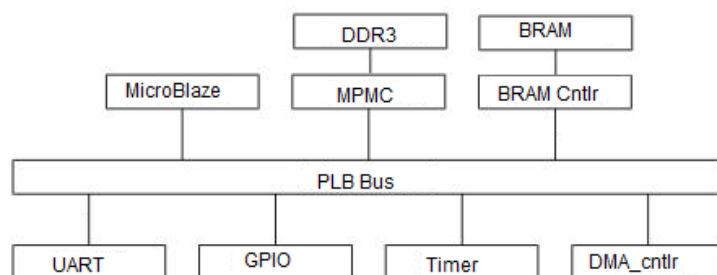 DDR3
BRAM
MicroBlaze
MPMC
BRAM Cntlr
PLB Bus
UART
GPIO
Timer
DMA_cntlr